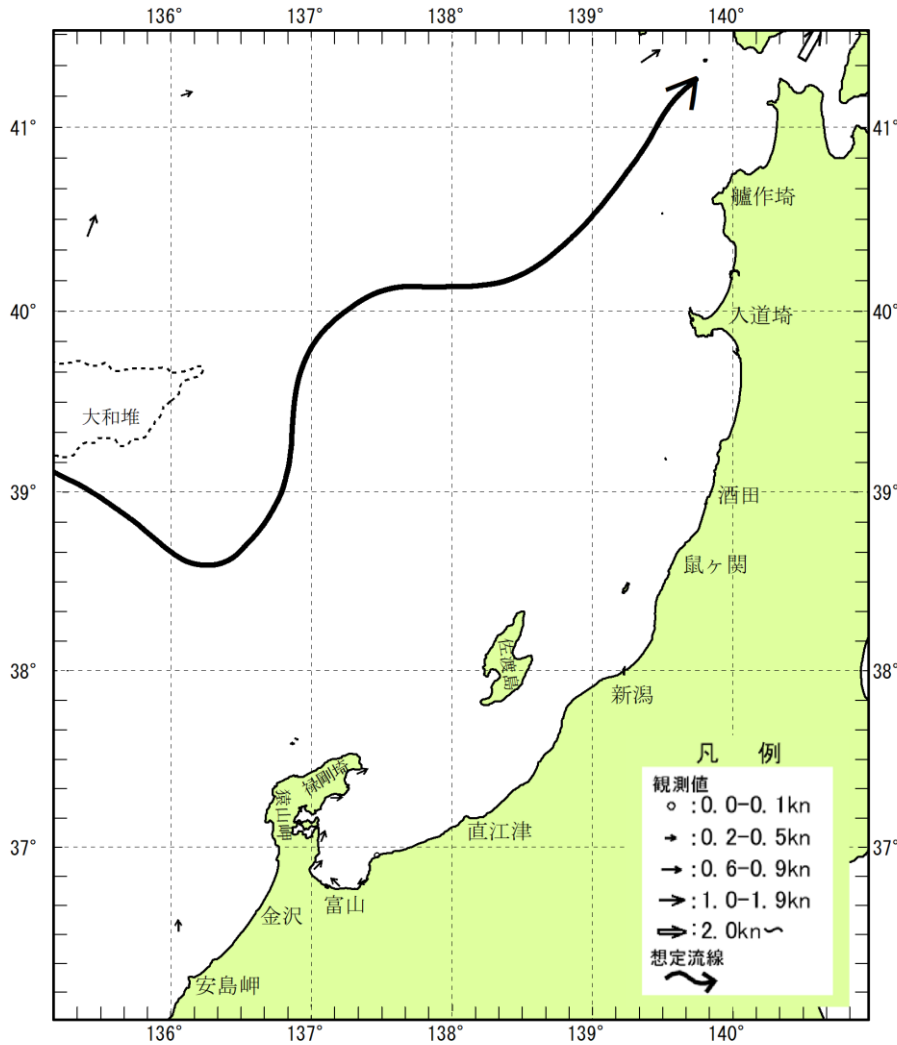 136° 137° 138° 139° 140°
41° 41°
艫作埼
40° 40°
入道埼
大和堆
39° 39°
酒田
鼠ヶ関
38° 38°
佐渡島
新潟
禄剛埼
猿山岬
37° 37°
直江津
富山
金沢
安島岬
凡 例
観測値
:0.0-0.1kn
:0.2-0.5kn
:0.6-0.9kn
:1.0-1.9kn
:2.0kn~
想定流線
136° 137° 138° 139° 140°